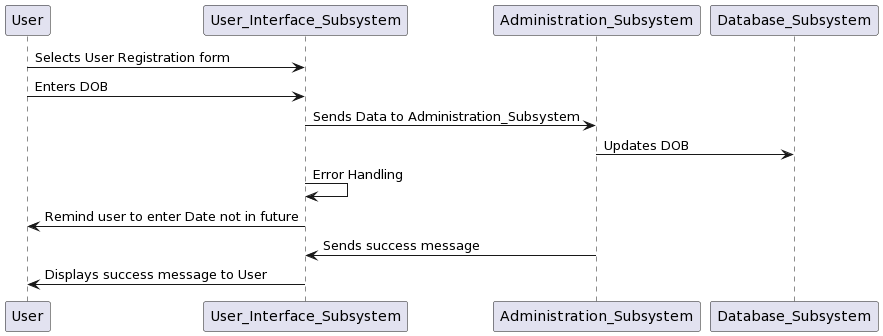 User
User_Interface_Subsystem
Administration_Subsystem
Database_Subsystem
Selects User Registration form
Enters DOB
Sends Data to Administration_Subsystem
Updates DOB
Error Handling
Remind user to enter Date not in future
Sends success message
Displays success message to User
User
User_Interface_Subsystem
Administration_Subsystem
Database_Subsystem